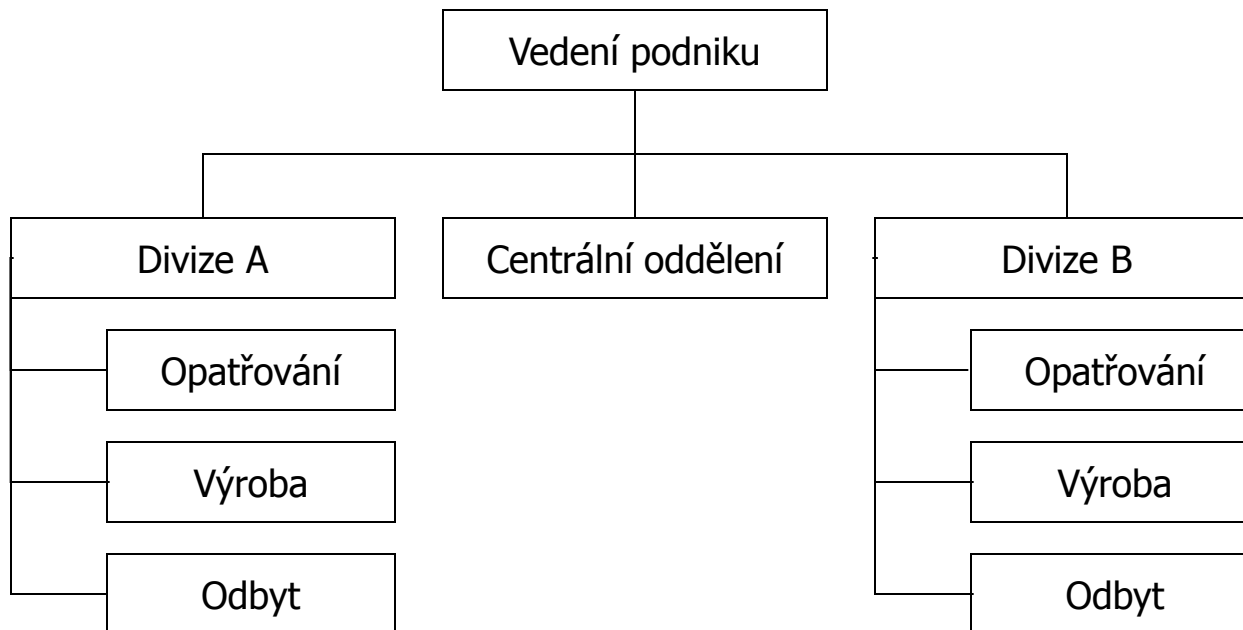 Vedení podniku
Divize A
Centrální oddělení
Divize B
Opatřování
Opatřování
Výroba
Výroba
Odbyt
Odbyt